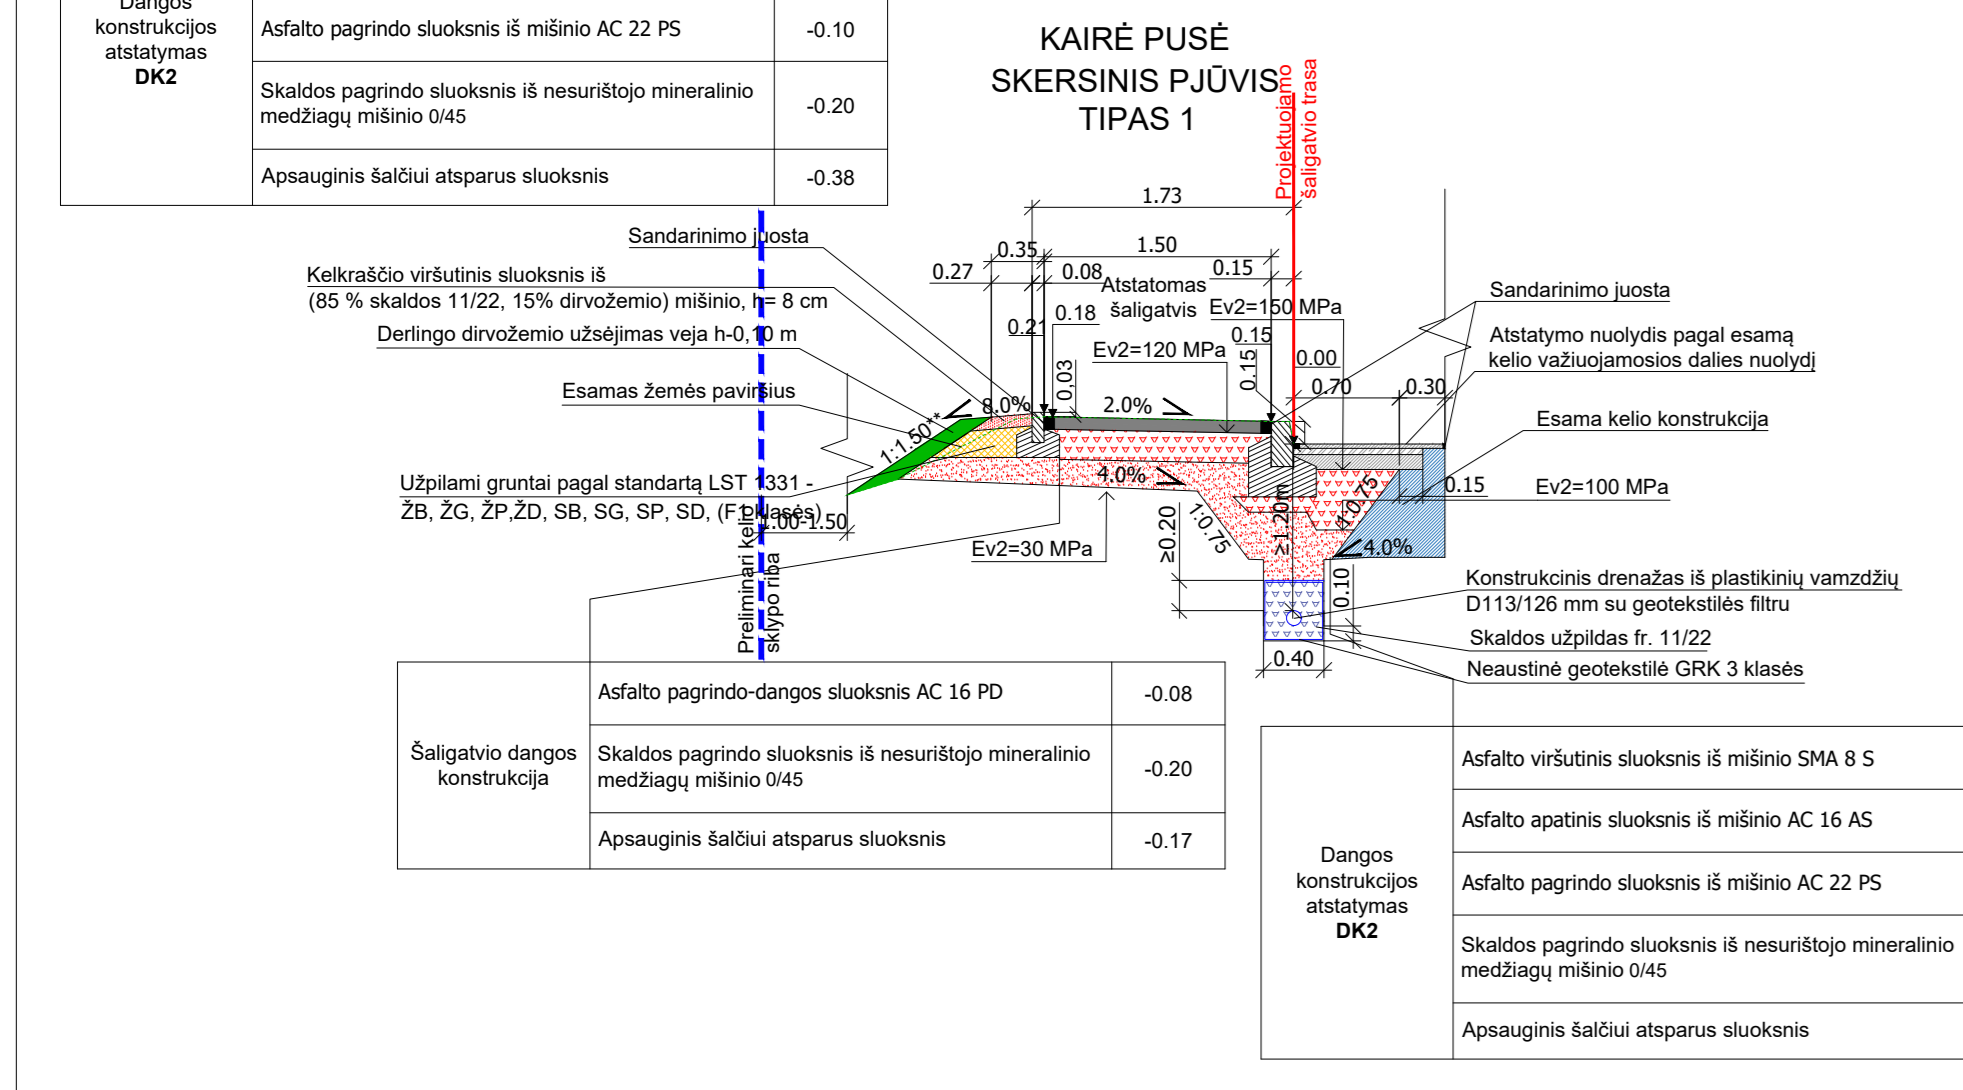 Dangos
konstrukcijos
atstatymas
DK2
Asfalto pagrindo sluoksnis iš mišinio AC 22 PS
-0.10
Skaldos pagrindo sluoksnis iš nesurištojo mineralinio
medžiagų mišinio 0/45
-0.20
Apsauginis šalčiui atsparus sluoksnis
-0.38
KAIRĖ PUSĖ
SKERSINIS PJŪVIS
TIPAS 1
Projektuojamo
šaligatvio trasa
1.73
1.50
0.35
0.27
0.08
0.15
Sandarinimo juosta
Kelkraščio viršutinis sluoksnis iš
(85 % skaldos 11/22, 15% dirvožemio) mišinio, h= 8 cm
Derlingo dirvožemio užsėjimas veja h-0,10 m
Esamas žemės paviršius
Užpilami gruntai pagal standartą LST 1331 -
ŽB, ŽG, ŽP,ŽD, SB, SG, SP, SD, (F1 klasės)
Atstatomas
šaligatvis
0.18
0.21
Ev2=150 MPa
Ev2=120 MPa
0.15
0.15
0,03
0.00
0.70
0.30
8.0%
2.0%
1:1.50**
4.0%
1:0.75
1:0.75
≥1.20m
≥0.20
4.0%
0.15
0.10
0.40
Ev2=30 MPa
1.00-1.50
Preliminari kelio
sklypo riba
Sandarinimo juosta
Atstatymo nuolydis pagal esamą
kelio važiuojamosios dalies nuolydį
Esama kelio konstrukcija
Ev2=100 MPa
Konstrukcinis drenažas iš plastikinių vamzdžių
D113/126 mm su geotekstilės filtru
Skaldos užpildas fr. 11/22
Neaustinė geotekstilė GRK 3 klasės
Šaligatvio dangos
konstrukcija
Asfalto pagrindo-dangos sluoksnis AC 16 PD
-0.08
Skaldos pagrindo sluoksnis iš nesurištojo mineralinio
medžiagų mišinio 0/45
-0.20
Apsauginis šalčiui atsparus sluoksnis
-0.17
Dangos
konstrukcijos
atstatymas
DK2
Asfalto viršutinis sluoksnis iš mišinio SMA 8 S
Asfalto apatinis sluoksnis iš mišinio AC 16 AS
Asfalto pagrindo sluoksnis iš mišinio AC 22 PS
Skaldos pagrindo sluoksnis iš nesurištojo mineralinio
medžiagų mišinio 0/45
Apsauginis šalčiui atsparus sluoksnis